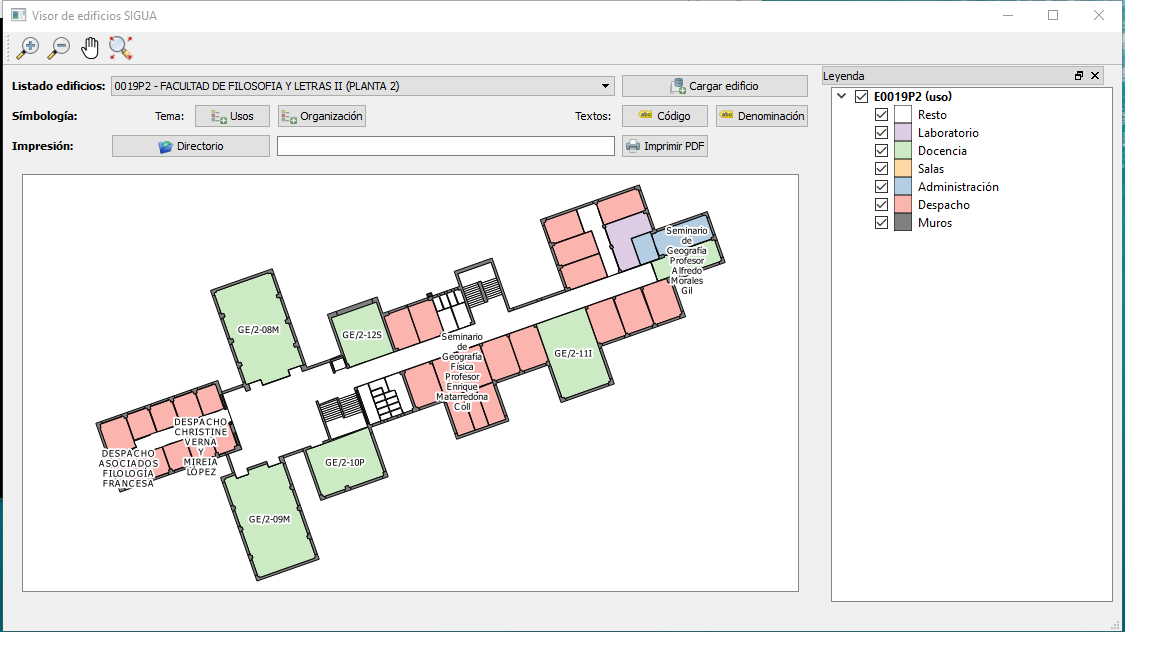 Visor de edificios SIGUA
Listado edificios:
0019P2 - FACULTAD DE FILOSOFIA Y LETRAS II (PLANTA 2)
Cargar edificio
Símbología:
Tema:
Usos
Organización
Textos:
abc Código
abc Denominación
Impresión:
Directorio
Imprimir PDF
Leyenda
E0019P2 (uso)
Resto
Laboratorio
Docencia
Salas
Administración
Despacho
Muros
Seminario
de
Geografía
Profesor
Alfredo
Morales
Gil
GE/2-08M
GE/2-12S
Seminario
de
Geografía
Física
Profesor
Enrique
Matarredona
Coll
GE/2-11I
DESPACHO
CHRISTINE
VERNA
Y
MIREIA
LÓPEZ
DESPACHO
ASOCIADOS
FILOLOGÍA
FRANCESA
GE/2-10P
GE/2-09M